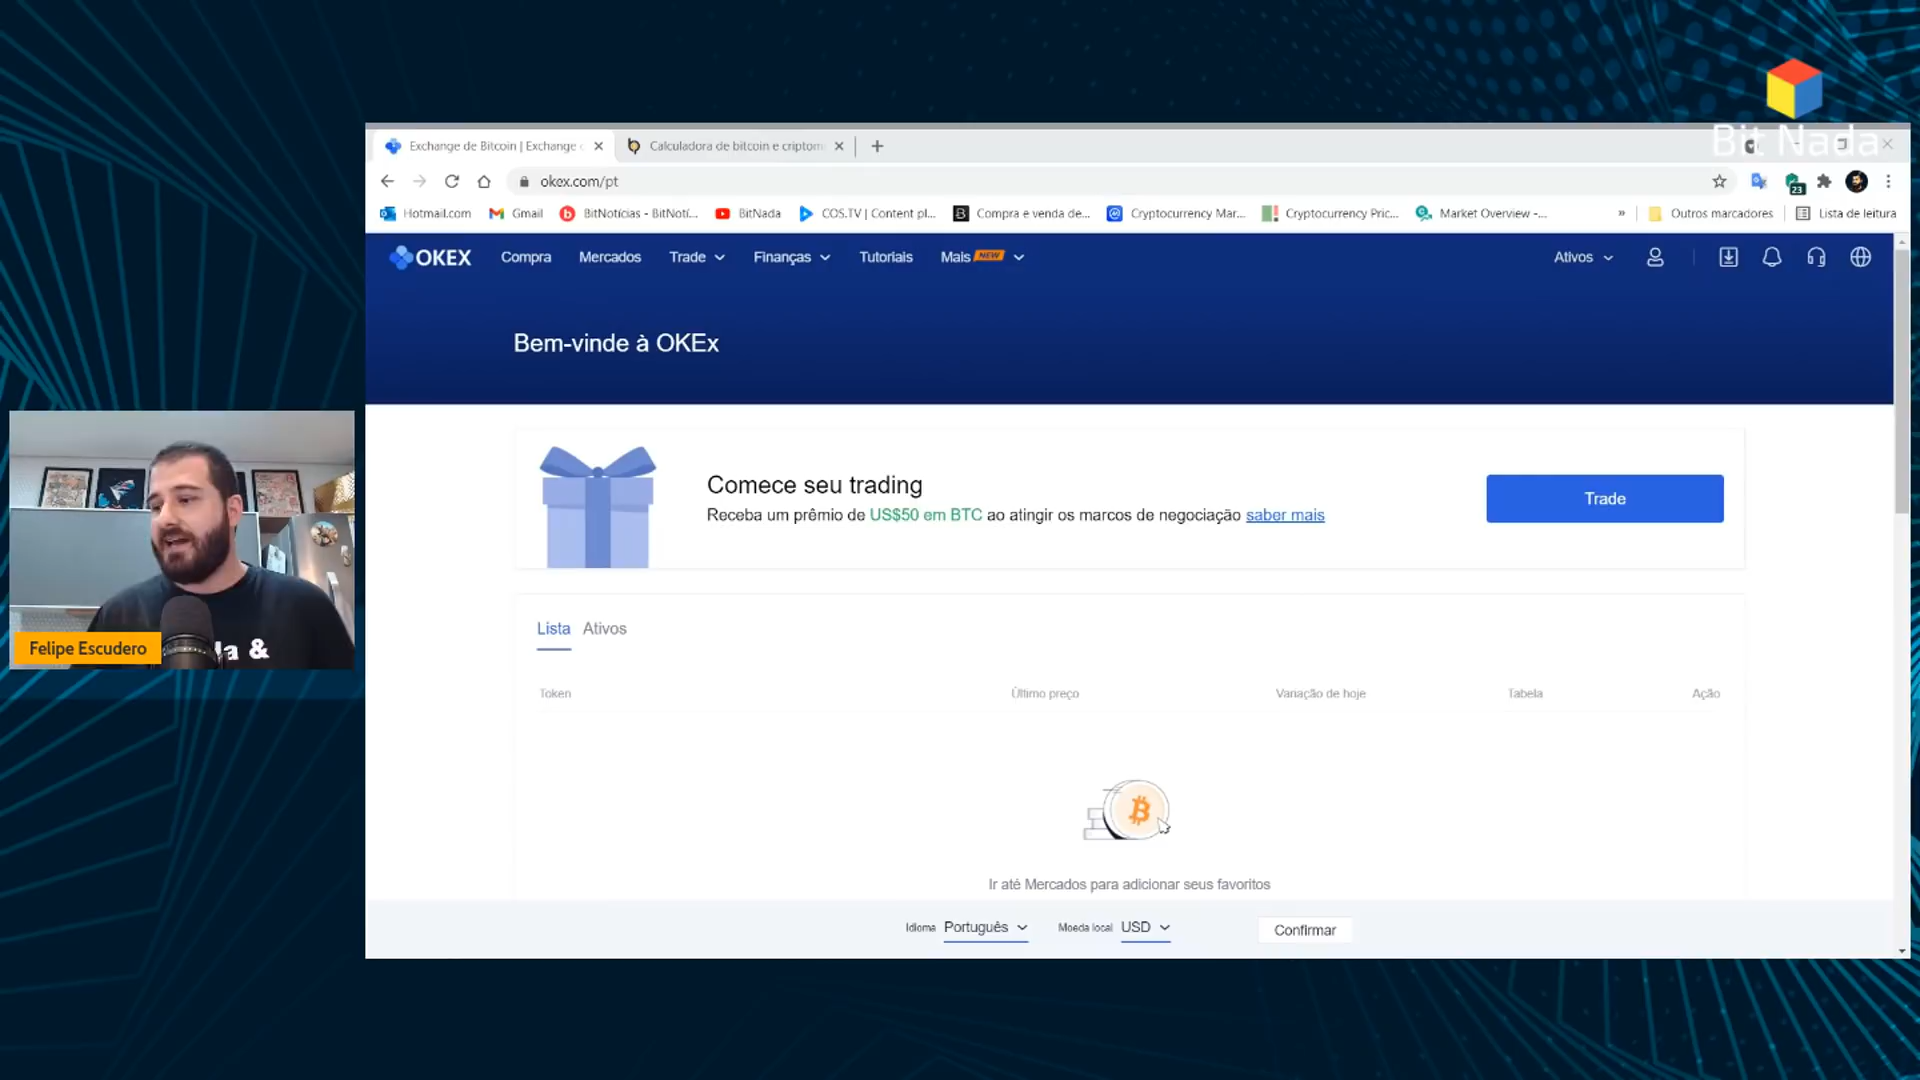 Bit Nada
Exchange de Bitcoin | Exchange
Calculadora de bitcoin e criptom
okex.com/pt
23
Hotmail.com
Gmail
BitNotícias - BitNotí...
BitNada
COS.TV | Content pl...
Compra e venda de...
Cryptocurrency Mar...
Cryptocurrency Pric...
Market Overview -...
»
Outros marcadores
Lista de leitura
OKEX
Compra
Mercados
Trade
Finanças
Tutoriais
Mais NEW
Ativos
Bem-vinde à OKEx
Comece seu trading
Receba um prêmio de US$50 em BTC ao atingir os marcos de negociação saber mais
Trade
Lista
Ativos
Token
Último preço
Variação de hoje
Tabela
Ação
Ir até Mercados para adicionar seus favoritos
Idioma Português
Moeda local USD
Confirmar
Felipe Escudero
a &